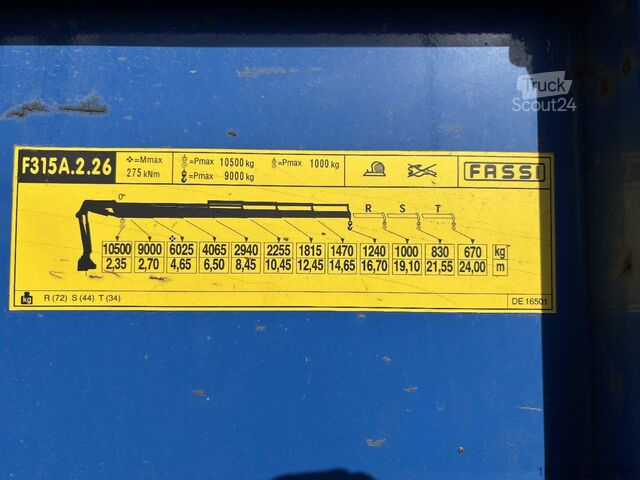 Truck
Scout24
F315A.2.26
=Mmax
275 kNm
=Pmax 10500 kg
=Pmax 9000 kg
=Pmax 1000 kg
FASSI
0°
R S T
10500 9000 6025 4065 2940 2255 1815 1470 1240 1000 830 670 kg
2,35 2,70 4,65 6,50 8,45 10,45 12,45 14,65 16,70 19,10 21,55 24,00 m
kg R (72) S (44) T (34)
DE 16501